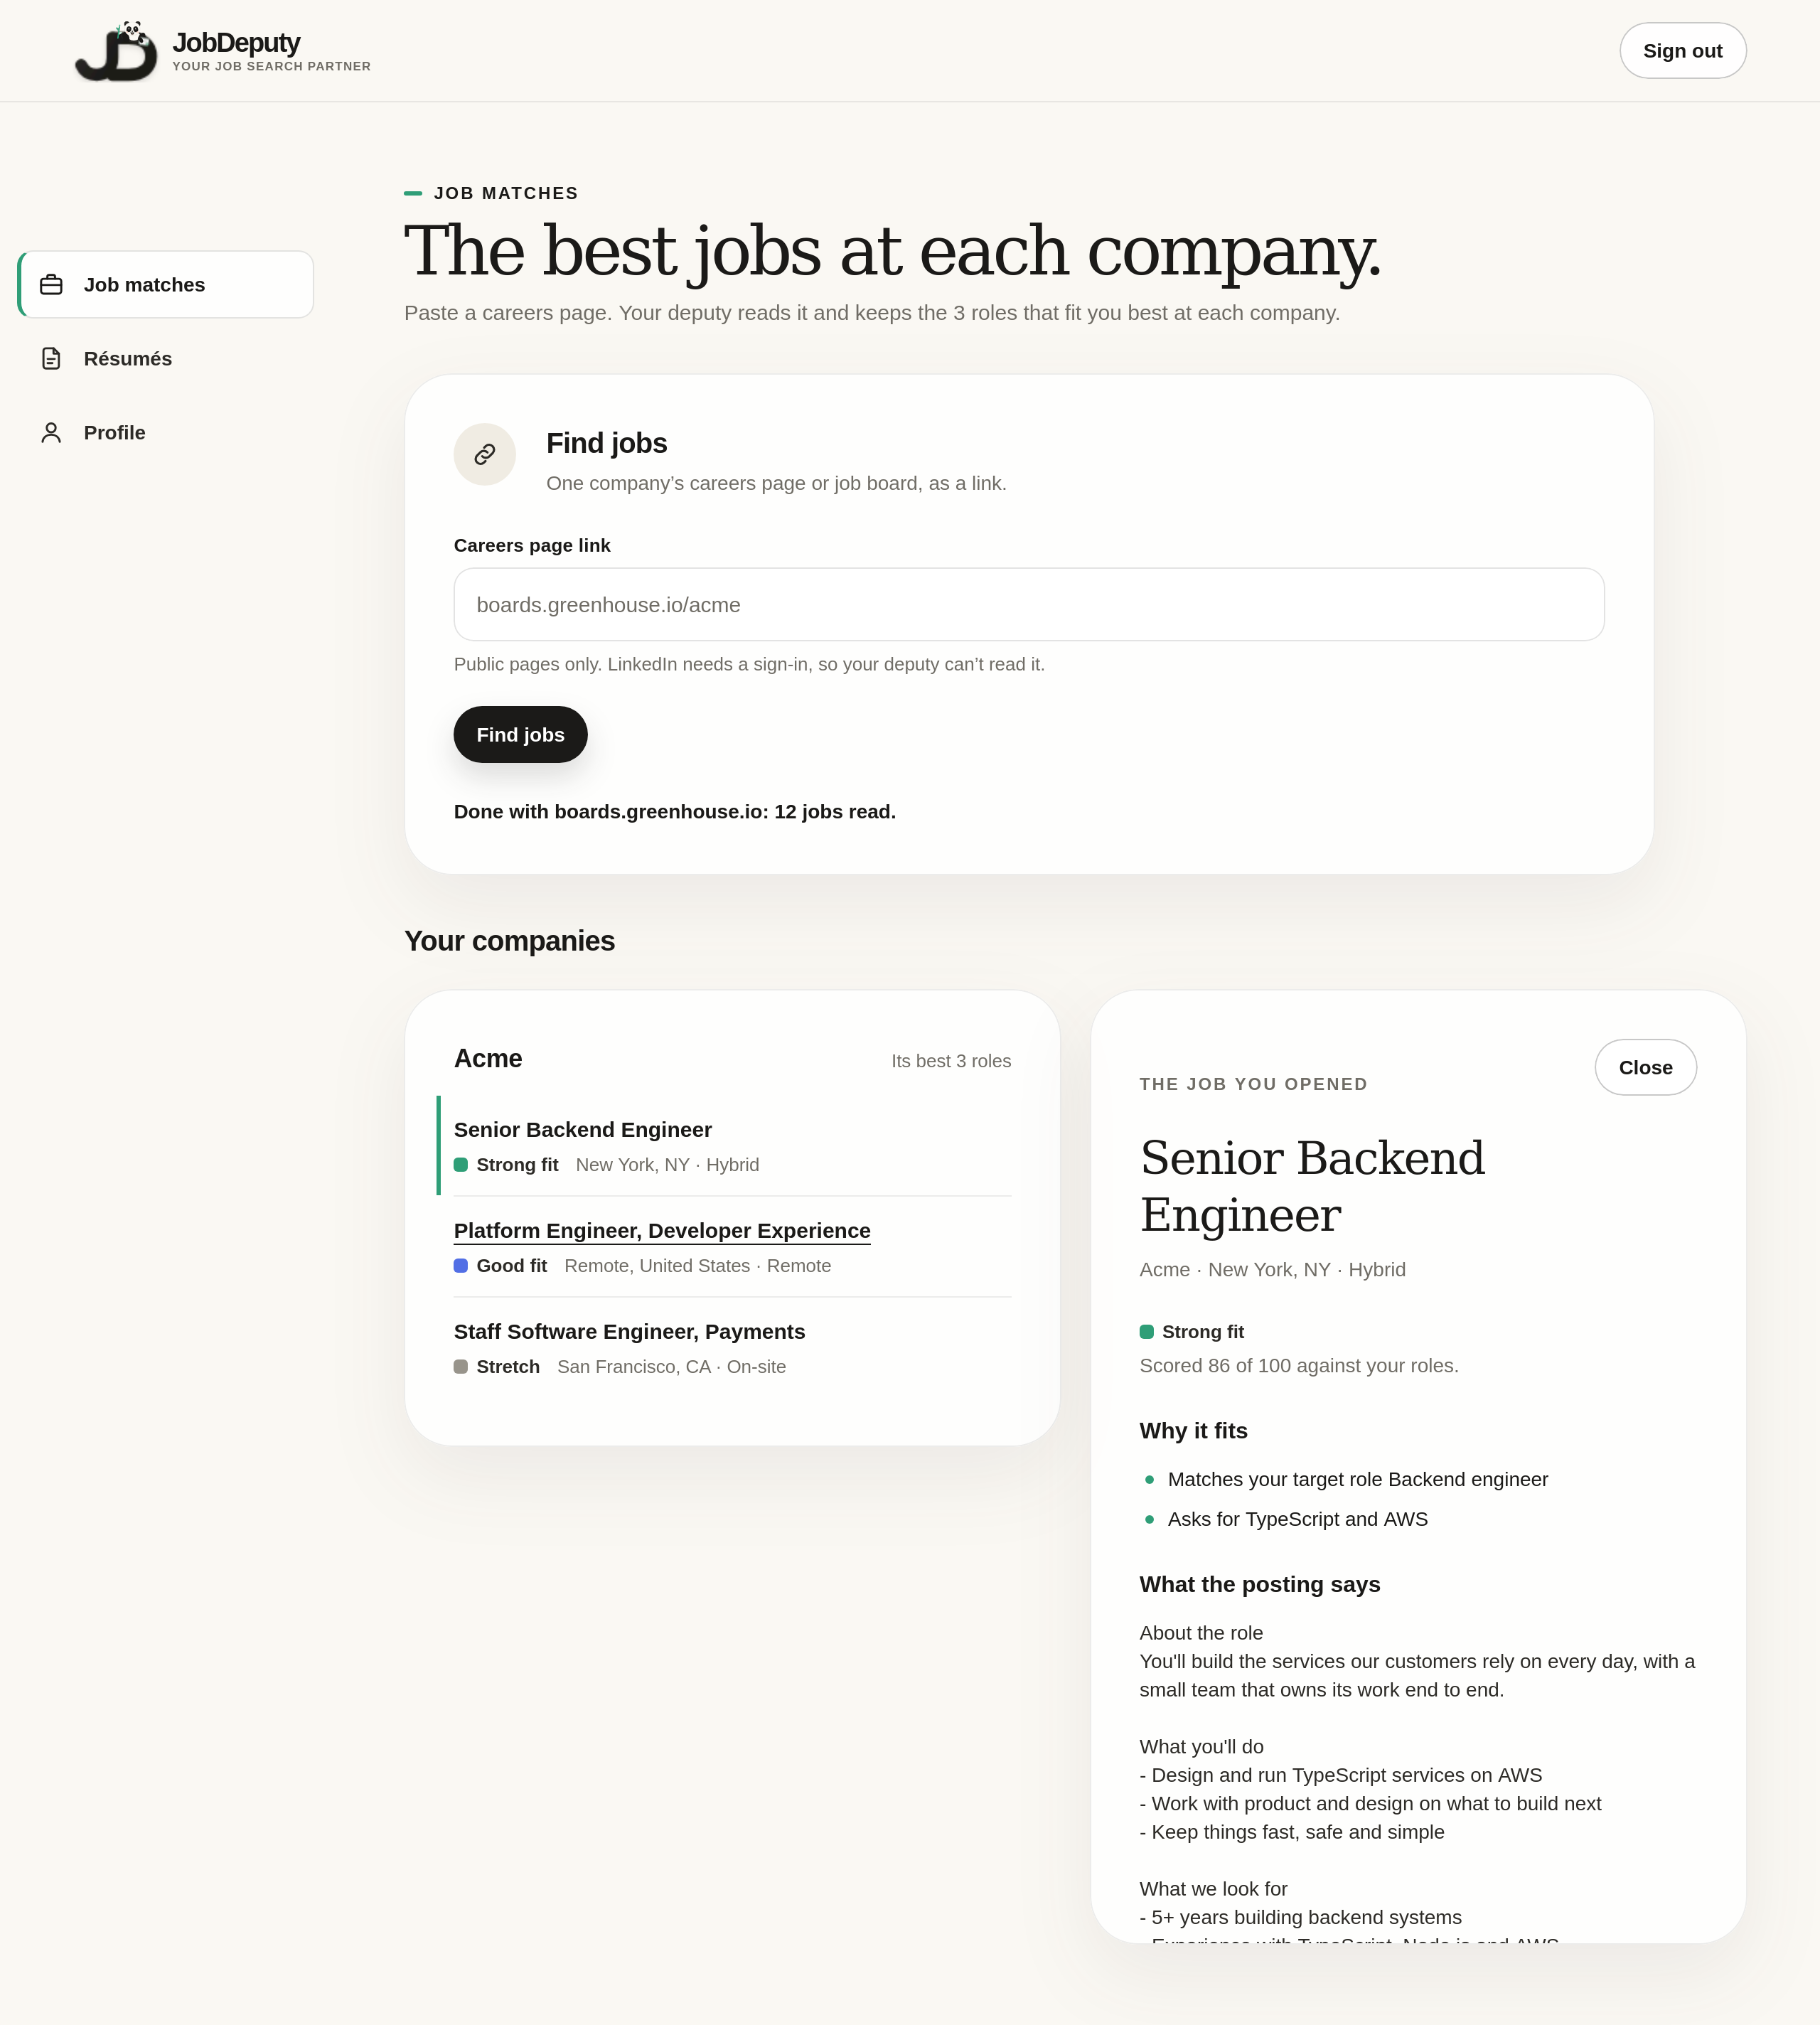 JobDeputy
YOUR JOB SEARCH PARTNER
Sign out
Job matches
Résumés
Profile
JOB MATCHES
The best jobs at each company.
Paste a careers page. Your deputy reads it and keeps the 3 roles that fit you best at each company.
Find jobs
One company’s careers page or job board, as a link.
Careers page link
boards.greenhouse.io/acme
Public pages only. LinkedIn needs a sign-in, so your deputy can’t read it.
Find jobs
Done with boards.greenhouse.io: 12 jobs read.
Your companies
Acme
Its best 3 roles
Senior Backend Engineer
Strong fit New York, NY · Hybrid
Platform Engineer, Developer Experience
Good fit Remote, United States · Remote
Staff Software Engineer, Payments
Stretch San Francisco, CA · On-site
THE JOB YOU OPENED
Close
Senior Backend
Engineer
Acme · New York, NY · Hybrid
Strong fit
Scored 86 of 100 against your roles.
Why it fits
Matches your target role Backend engineer
Asks for TypeScript and AWS
What the posting says
About the role
You'll build the services our customers rely on every day, with a
small team that owns its work end to end.
What you'll do
- Design and run TypeScript services on AWS
- Work with product and design on what to build next
- Keep things fast, safe and simple
What we look for
- 5+ years building backend systems
- Experience with TypeScript, Node.js and AWS